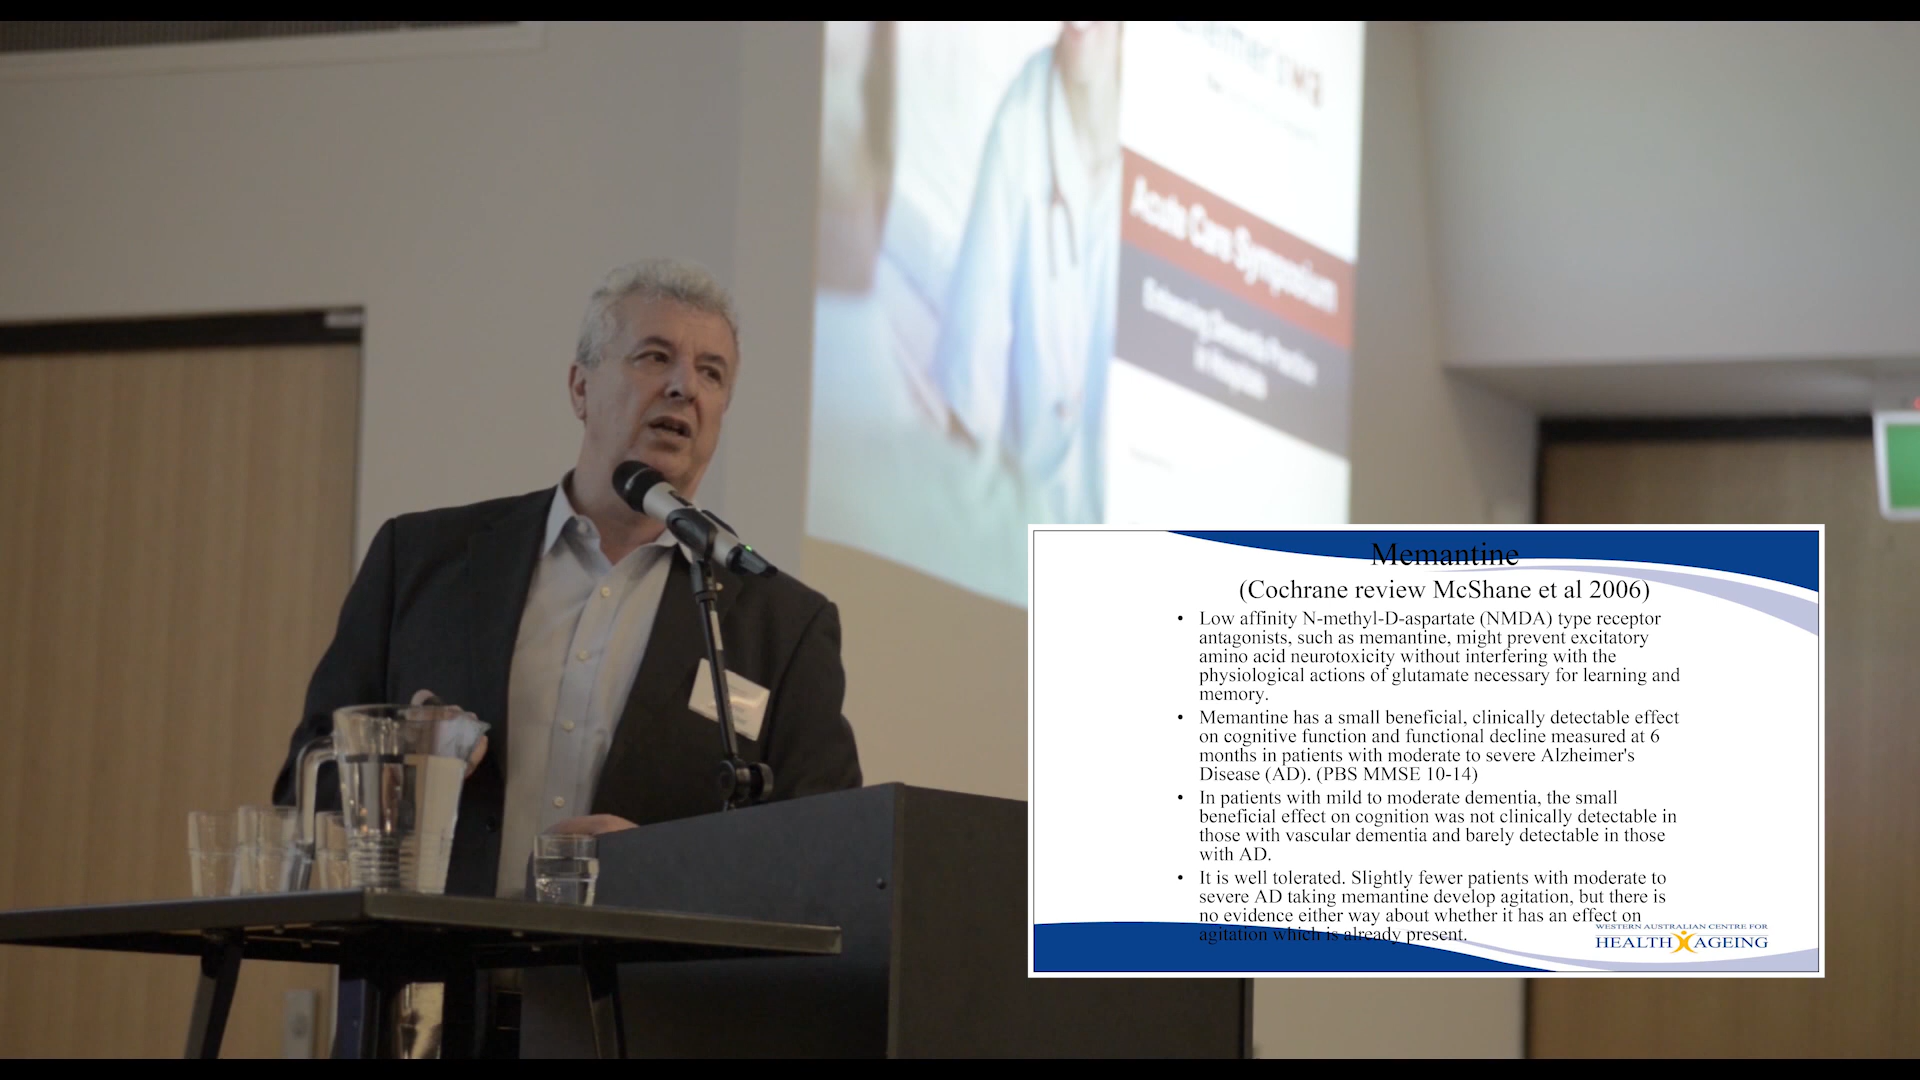 Acute Care Symposium
Enhancing Dementia Practice
in Hospitals
Memantine
(Cochrane review McShane et al 2006)
• Low affinity N-methyl-D-aspartate (NMDA) type receptor
antagonists, such as memantine, might prevent excitatory
amino acid neurotoxicity without interfering with the
physiological actions of glutamate necessary for learning and
memory.
• Memantine has a small beneficial, clinically detectable effect
on cognitive function and functional decline measured at 6
months in patients with moderate to severe Alzheimer's
Disease (AD). (PBS MMSE 10-14)
• In patients with mild to moderate dementia, the small
beneficial effect on cognition was not clinically detectable in
those with vascular dementia and barely detectable in those
with AD.
• It is well tolerated. Slightly fewer patients with moderate to
severe AD taking memantine develop agitation, but there is
no evidence either way about whether it has an effect on
agitation which is already present.
WESTERN AUSTRALIAN CENTRE FOR
HEALTH AGEING